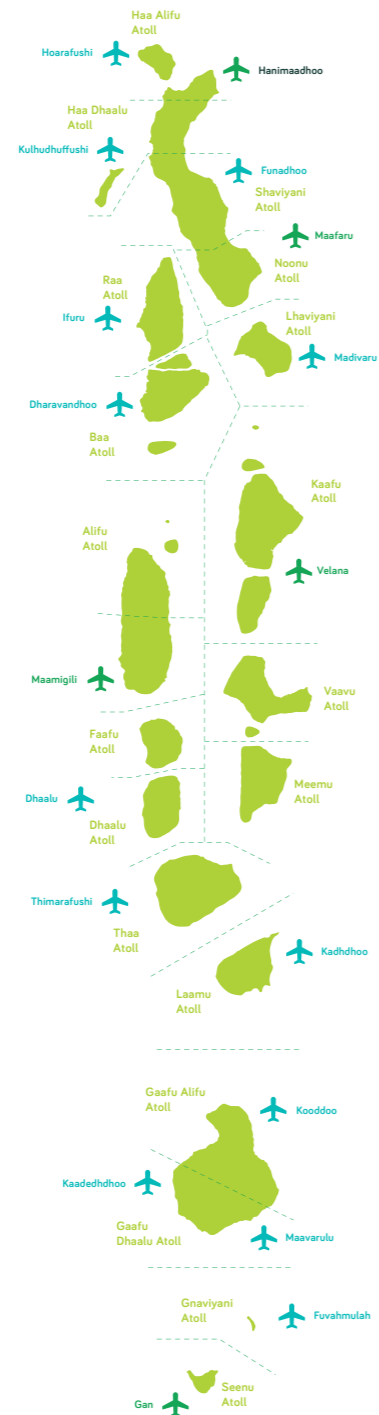 Haa Alifu
Atoll
Hoarafushi
Hanimaadhoo
Haa Dhaalu
Atoll
Kulhudhuffushi
Funadhoo
Shaviyani
Atoll
Maafaru
Noonu
Atoll
Raa
Atoll
Ifuru
Lhaviyani
Atoll
Madivaru
Dharavandhoo
Baa
Atoll
Kaafu
Atoll
Alifu
Atoll
Velana
Maamigili
Vaavu
Atoll
Faafu
Atoll
Meemu
Atoll
Dhaalu
Dhaalu
Atoll
Thimarafushi
Thaa
Atoll
Kadhdhoo
Laamu
Atoll
Gaafu Alifu
Atoll
Kooddoo
Kaadedhdhoo
Gaafu
Dhaalu Atoll
Maavarulu
Gnaviyani
Atoll
Fuvahmulah
Seenu
Atoll
Gan